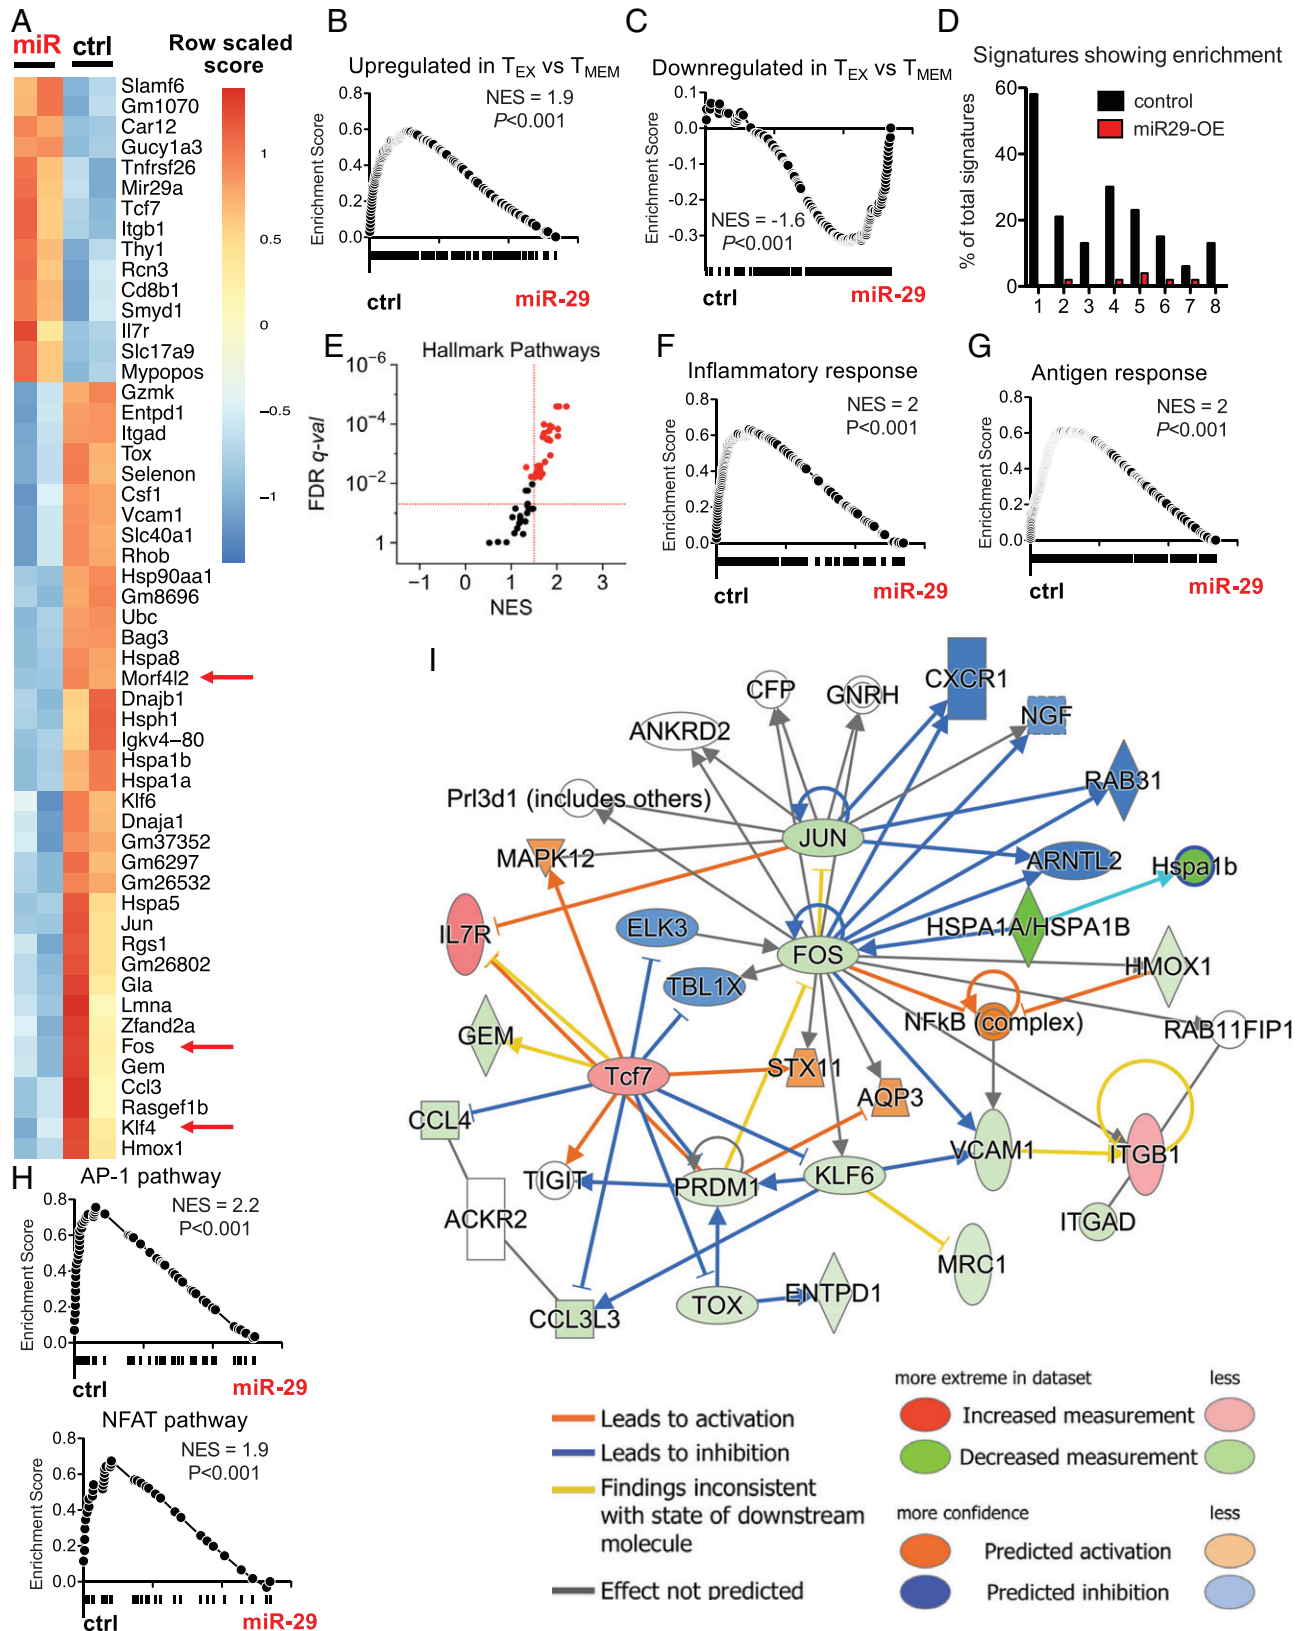 A
miR ctrl
Row scaled
score
1
0.5
0
−0.5
−1
Slamf6
Gm1070
Car12
Gucy1a3
Tnfrsf26
Mir29a
Tcf7
Itgb1
Thy1
Rcn3
Cd8b1
Smyd1
Il7r
Slc17a9
Mypopos
Gzmk
Entpd1
Itgad
Tox
Selenon
Csf1
Vcam1
Slc40a1
Rhob
Hsp90aa1
Gm8696
Ubc
Bag3
Hspa8
Morf4l2
Dnajb1
Hsph1
Igkv4−80
Hspa1b
Hspa1a
Klf6
Dnaja1
Gm37352
Gm6297
Gm26532
Hspa5
Jun
Rgs1
Gm26802
Gla
Lmna
Zfand2a
Fos
Gem
Ccl3
Rasgef1b
Klf4
Hmox1
B
Upregulated in TEX vs TMEM
NES = 1.9
P<0.001
Enrichment Score
0.8
0.6
0.4
0.2
0.0
ctrl miR-29
C
Downregulated in TEX vs TMEM
Enrichment Score
0.1
0.0
-0.1
-0.2
-0.3
NES = -1.6
P<0.001
ctrl miR-29
D
Signatures showing enrichment
% of total signatures
60
40
20
0
control
miR29-OE
1 2 3 4 5 6 7 8
E
Hallmark Pathways
FDR q-val
10−6
10−4
10−2
1
−1 0 1 2 3
NES
F
Inflammatory response
NES = 2
P<0.001
Enrichment Score
0.8
0.6
0.4
0.2
0.0
ctrl miR-29
G
Antigen response
NES = 2
P<0.001
Enrichment Score
0.8
0.6
0.4
0.2
0.0
ctrl miR-29
H
AP-1 pathway
NES = 2.2
P<0.001
Enrichment Score
0.8
0.6
0.4
0.2
0.0
ctrl miR-29
NFAT pathway
NES = 1.9
P<0.001
Enrichment Score
0.8
0.6
0.4
0.2
0.0
ctrl miR-29
I
CFP
GNRH
CXCR1
NGF
ANKRD2
RAB31
Prl3d1 (includes others)
JUN
MAPK12
ARNTL2
Hspa1b
IL7R
ELK3
HSPA1A/HSPA1B
FOS
HMOX1
TBL1X
NFkB (complex)
RAB11FIP1
GEM
Tcf7
STX11
AQP3
CCL4
VCAM1
ITGB1
TIGIT
PRDM1
KLF6
ACKR2
ITGAD
MRC1
TOX
ENTPD1
CCL3L3
Leads to activation
Leads to inhibition
Findings inconsistent
with state of downstream
molecule
Effect not predicted
more extreme in dataset less
Increased measurement
Decreased measurement
more confidence less
Predicted activation
Predicted inhibition